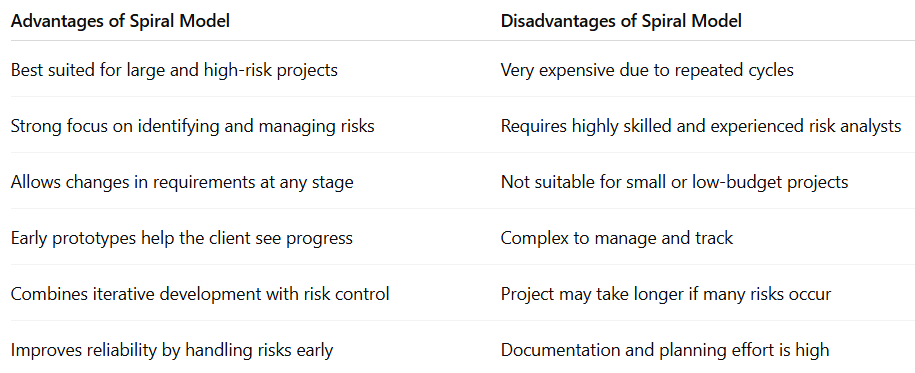 Advantages of Spiral Model Disadvantages of Spiral Model
Best suited for large and high-risk projects Very expensive due to repeated cycles
Strong focus on identifying and managing risks Requires highly skilled and experienced risk analysts
Allows changes in requirements at any stage Not suitable for small or low-budget projects
Early prototypes help the client see progress Complex to manage and track
Combines iterative development with risk control Project may take longer if many risks occur
Improves reliability by handling risks early Documentation and planning effort is high